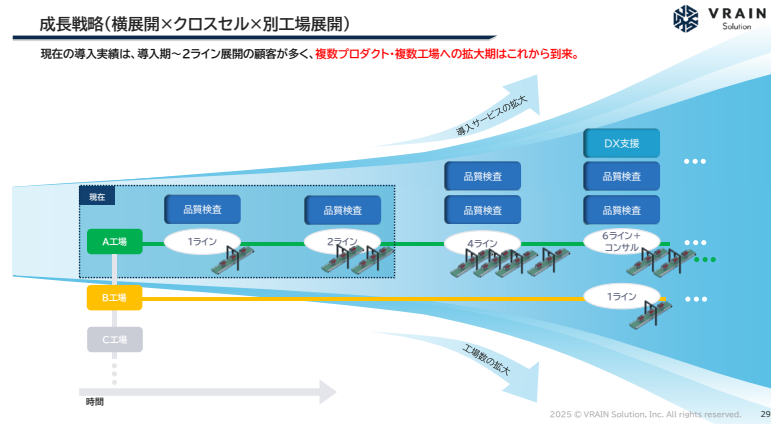 成長戦略(横展開×クロスセル×別工場展開)
VRAIN
Solution
現在の導入実績は、導入期～2ライン展開の顧客が多く、複数プロダクト・複数工場への拡大期はこれから到来。
導入サービスの拡大
DX支援
品質検査
品質検査
現在
品質検査
品質検査
品質検査
品質検査
A工場
1ライン
2ライン
4ライン
6ライン+
コンサル
B工場
1ライン
C工場
工場数の拡大
時間
2025 © VRAIN Solution, Inc. All rights reserved.
29